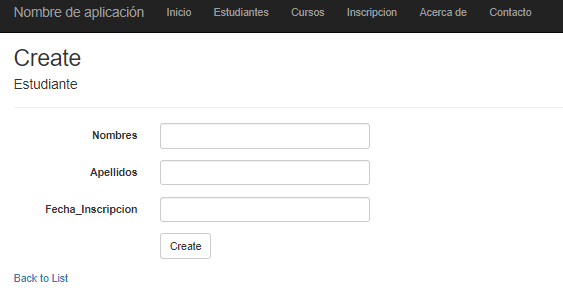 Nombre de aplicación Inicio Estudiantes Cursos Inscripcion Acerca de Contacto
Create
Estudiante
Nombres
Apellidos
Fecha_Inscripcion
Create
Back to List